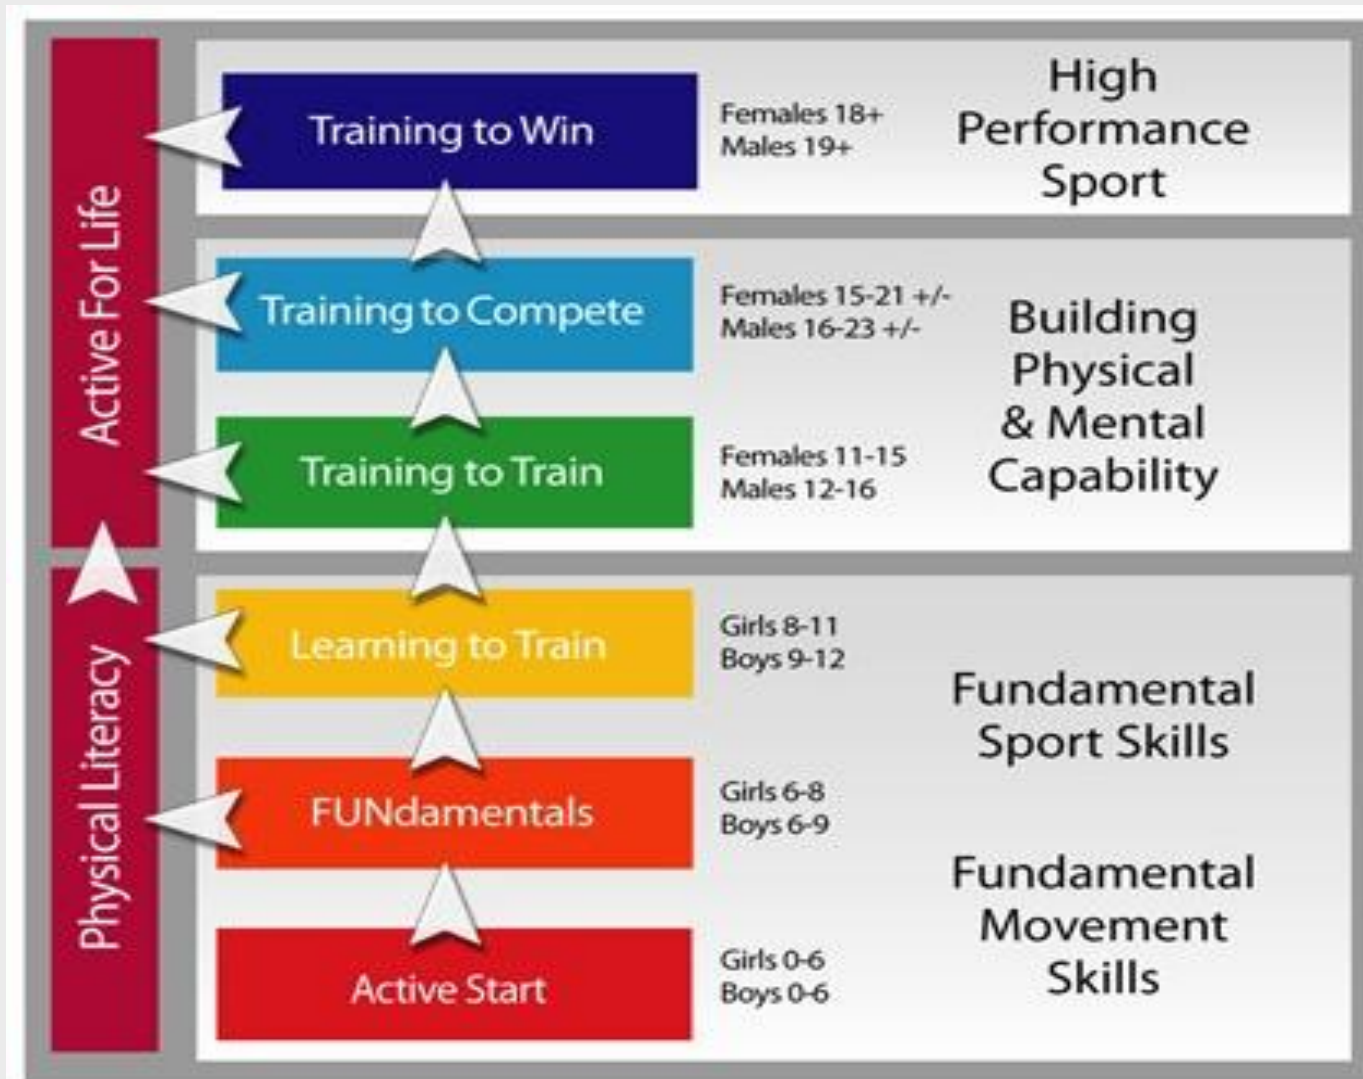 Active For Life
Physical Literacy
Training to Win
Females 18+
Males 19+
High
Performance
Sport
Training to Compete
Females 15-21 +/-
Males 16-23 +/-
Training to Train
Females 11-15
Males 12-16
Building
Physical
& Mental
Capability
Learning to Train
Girls 8-11
Boys 9-12
FUNdamentals
Girls 6-8
Boys 6-9
Fundamental
Sport Skills
Active Start
Girls 0-6
Boys 0-6
Fundamental
Movement
Skills